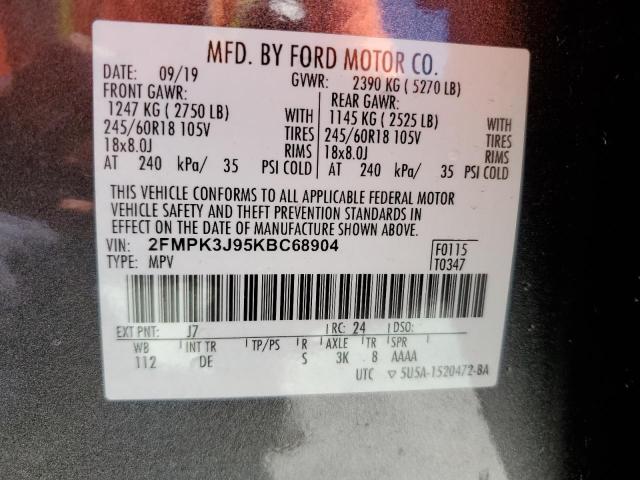 MFD. BY FORD MOTOR CO.
DATE: 09/19 GVWR: 2390 KG ( 5270 LB)
FRONT GAWR: REAR GAWR:
1247 KG ( 2750 LB) WITH 1145 KG ( 2525 LB) WITH
245/60R18 105V TIRES 245/60R18 105V TIRES
18x8.0J RIMS 18x8.0J RIMS
AT 240 kPa/ 35 PSI COLD AT 240 kPa/ 35 PSI COLD
THIS VEHICLE CONFORMS TO ALL APPLICABLE FEDERAL MOTOR
VEHICLE SAFETY AND THEFT PREVENTION STANDARDS IN
EFFECT ON THE DATE OF MANUFACTURE SHOWN ABOVE.
VIN: 2FMPK3J95KBC68904 F0115
TYPE: MPV T0347
EXT PNT: J7 RC: 24 DSO:
WB INT TR TP/PS R AXLE TR SPR
112 DE S 3K 8 AAAA
UTC ▽ 5U5A-1520472-BA